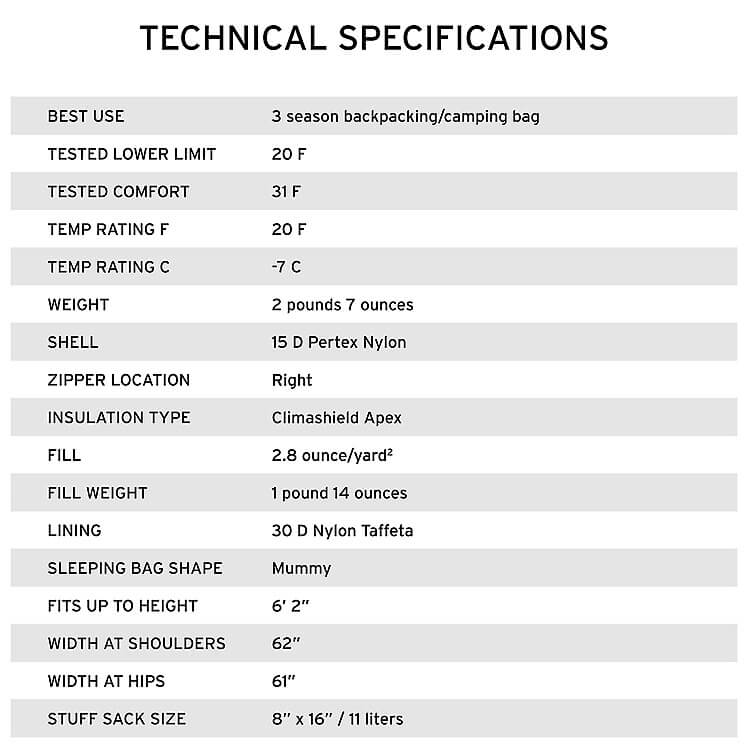 TECHNICAL SPECIFICATIONS
BEST USE 3 season backpacking/camping bag
TESTED LOWER LIMIT 20 F
TESTED COMFORT 31 F
TEMP RATING F 20 F
TEMP RATING C -7 C
WEIGHT 2 pounds 7 ounces
SHELL 15 D Pertex Nylon
ZIPPER LOCATION Right
INSULATION TYPE Climashield Apex
FILL 2.8 ounce/yard²
FILL WEIGHT 1 pound 14 ounces
LINING 30 D Nylon Taffeta
SLEEPING BAG SHAPE Mummy
FITS UP TO HEIGHT 6’ 2”
WIDTH AT SHOULDERS 62”
WIDTH AT HIPS 61”
STUFF SACK SIZE 8” x 16” / 11 liters